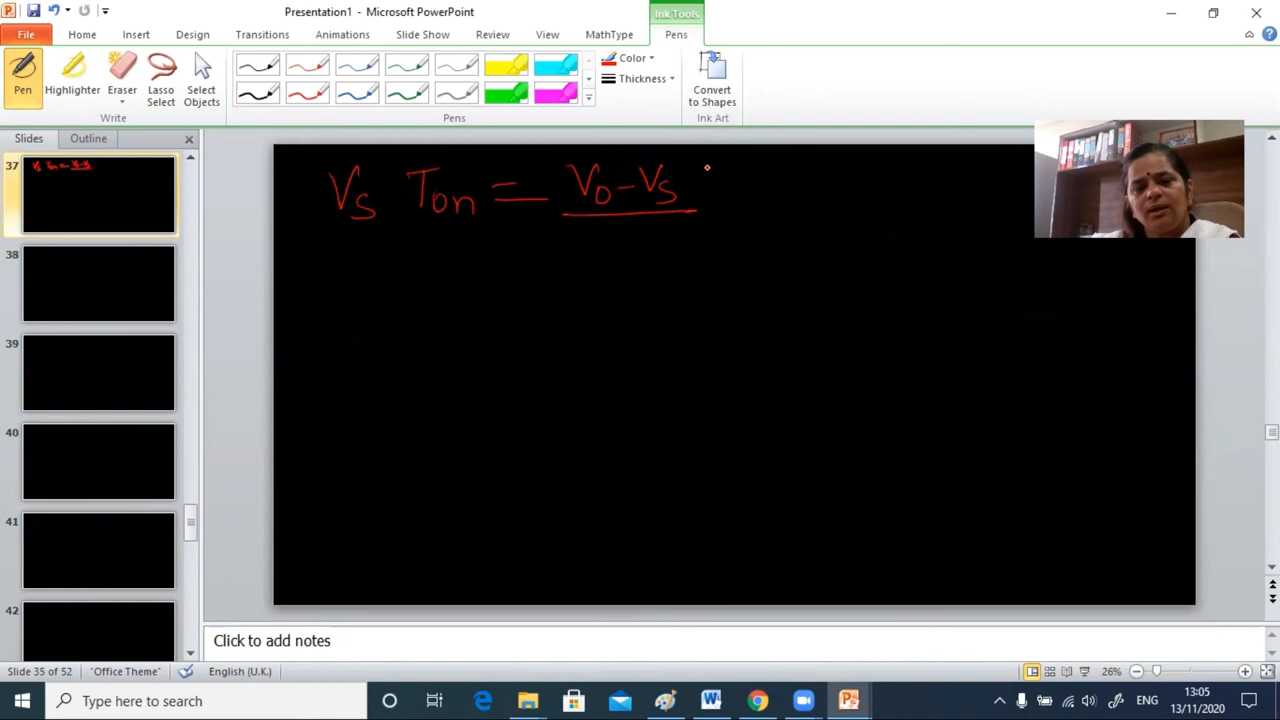 Presentation1 - Microsoft PowerPoint
Ink Tools
File Home Insert Design Transitions Animations Slide Show Review View MathType Pens
Pen
Highlighter
Eraser
Lasso Select
Select Objects
Color
Thickness
Convert to Shapes
Write
Pens
Ink Art
Slides Outline
37
38
39
40
41
42
Vs Ton = Vo-Vs
Click to add notes
Slide 35 of 52 "Office Theme" English (U.K.) 26%
Type here to search
ENG
13:05
13/11/2020